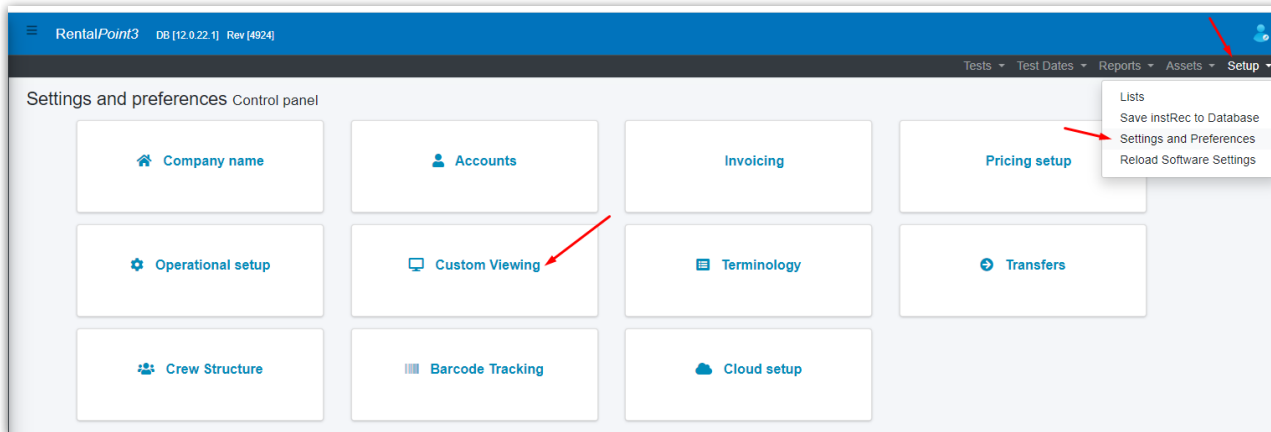 RentalPoint3 DB [12.0.22.1] Rev [4924]
Tests Test Dates Reports Assets Setup
Settings and preferences Control panel
Lists
Save instRec to Database
Settings and Preferences
Reload Software Settings
Company name Accounts Invoicing Pricing setup
Operational setup Custom Viewing Terminology Transfers
Crew Structure Barcode Tracking Cloud setup